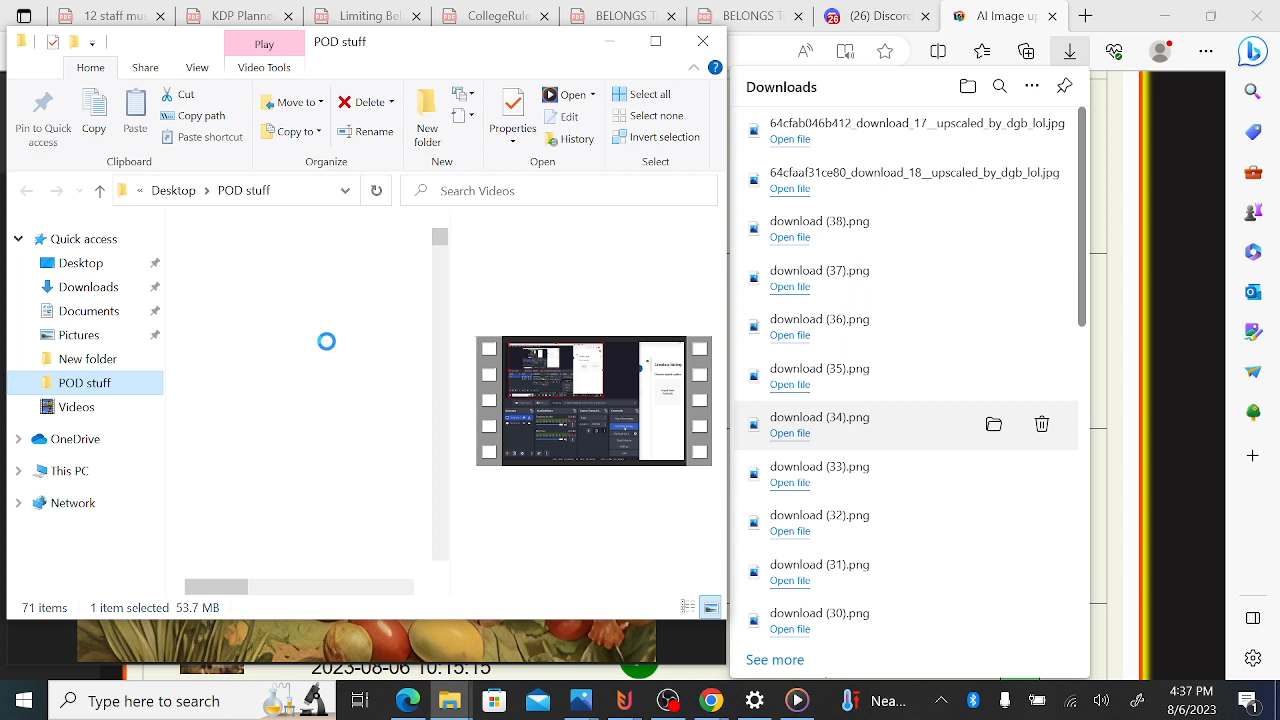 12 staff mus
KDP Planne
Limiting Bel
CollegeRule
BELONGS T
BELONGS T
(26) Downlo
AI Image up
Play
POD stuff
Home
Share
View
Video Tools
Pin to Quick access
Copy
Paste
Cut
Copy path
Paste shortcut
Clipboard
Move to
Copy to
Delete
Rename
Organize
New folder
New
Properties
Open
Edit
History
Open
Select all
Select none
Invert selection
Select
« Desktop > POD stuff
Search Videos
Quick access
Desktop
Downloads
Documents
Pictures
New folder
POD stuff
Videos
OneDrive
This PC
Network
71 items
1 item selected 53.7 MB
2023-08-06 10:15:15
Downloads
64cfab046b412_download_17__upscaled_by_dgb_lol.jpg
Open file
64cfaaf31ce80_download_18__upscaled_by_dgb_lol.jpg
Open file
download (38).png
Open file
download (37).png
Open file
download (36).png
Open file
download (35).png
Open file
Open file
download (33).png
Open file
download (32).png
Open file
download (31).png
Open file
download (30).png
Open file
See more
Type here to search
Nea...
4:37 PM
8/6/2023